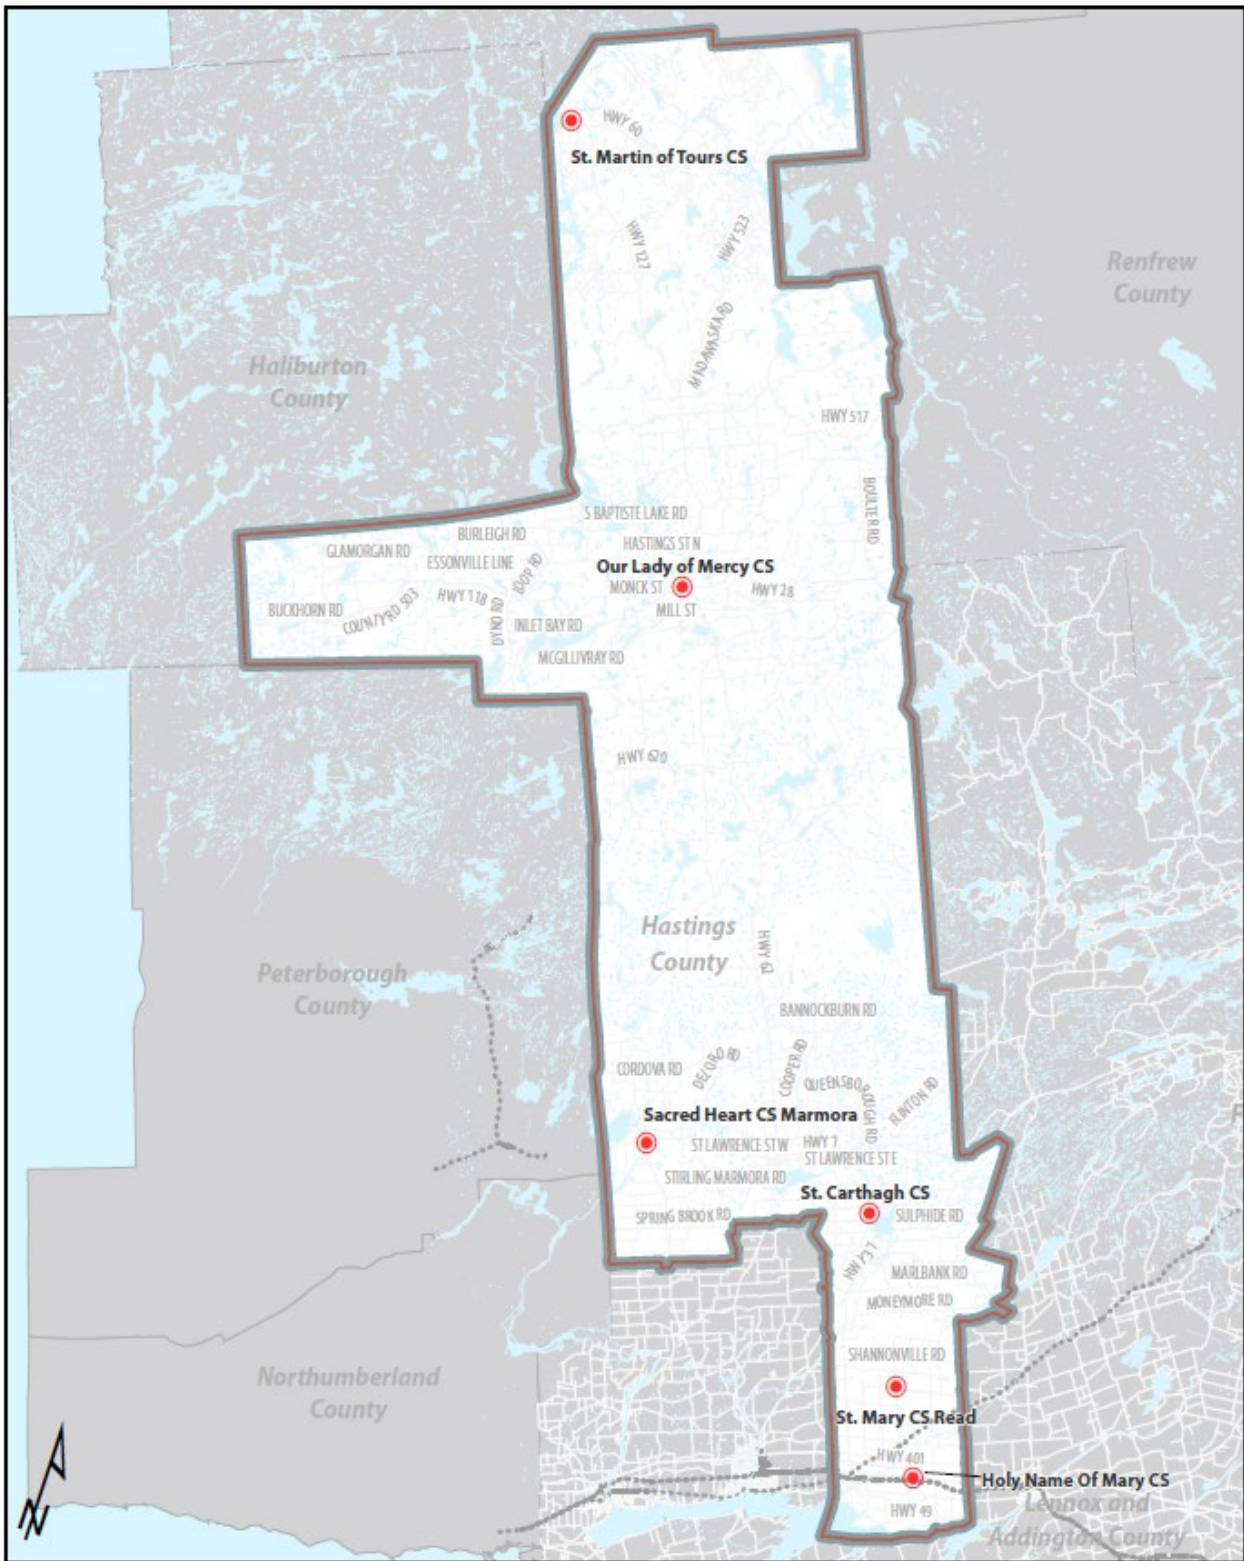 HWY 60
St. Martin of Tours CS
HWY 127
HWY 523
Renfrew
County
MADAWASKA RD
Haliburton
County
HWY 517
BOULTER RD
S BAPTISTE LAKE RD
BURLEIGH RD
HASTINGS ST N
GLAMORGAN RD
ESSONVILLE LINE
LOOP RD
Our Lady of Mercy CS
MONCK ST
HWY 28
HWY 118
BUCKHORN RD
COUNTY RD 503
DYNO RD
MILL ST
INLET BAY RD
MCGILLIVRAY RD
HWY 620
Hastings
County
HWY 62
Peterborough
County
BANNOCKBURN RD
CORDOVA RD
DELORO RD
COOPER RD
QUEENSBOROUGH RD
FLINTON RD
Sacred Heart CS Marmora
ST LAWRENCE ST W
HWY 7
ST LAWRENCE ST E
STIRLING MARMORA RD
St. Carthagh CS
SPRING BROOK RD
SULPHIDE RD
HWY 37
MARLBANK RD
MONEYMORE RD
SHANNONVILLE RD
Northumberland
County
St. Mary CS Read
HWY 401
Holy Name Of Mary CS
HWY 49
Lennox and
Addington County
N